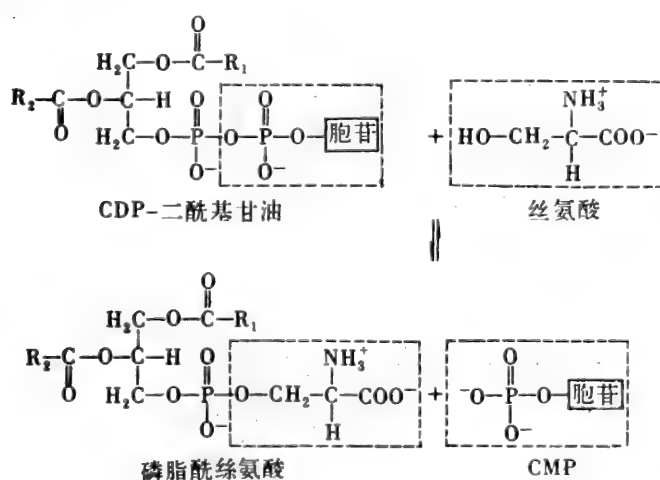 O
H₂C—O—C—R₁
R₂—C—O—C—H O O
O H₂C—O—P—O—P—O—胞苷
O⁻ O⁻
+
NH₃⁺
HO—CH₂—C—COO⁻
H
CDP-二酰基甘油
丝氨酸
O
H₂C—O—C—R₁
R₂—C—O—C—H O NH₃⁺
O H₂C—O—P—O—CH₂—C—COO⁻
O⁻ H
+
O
⁻O—P—O—胞苷
O⁻
磷脂酰丝氨酸
CMP